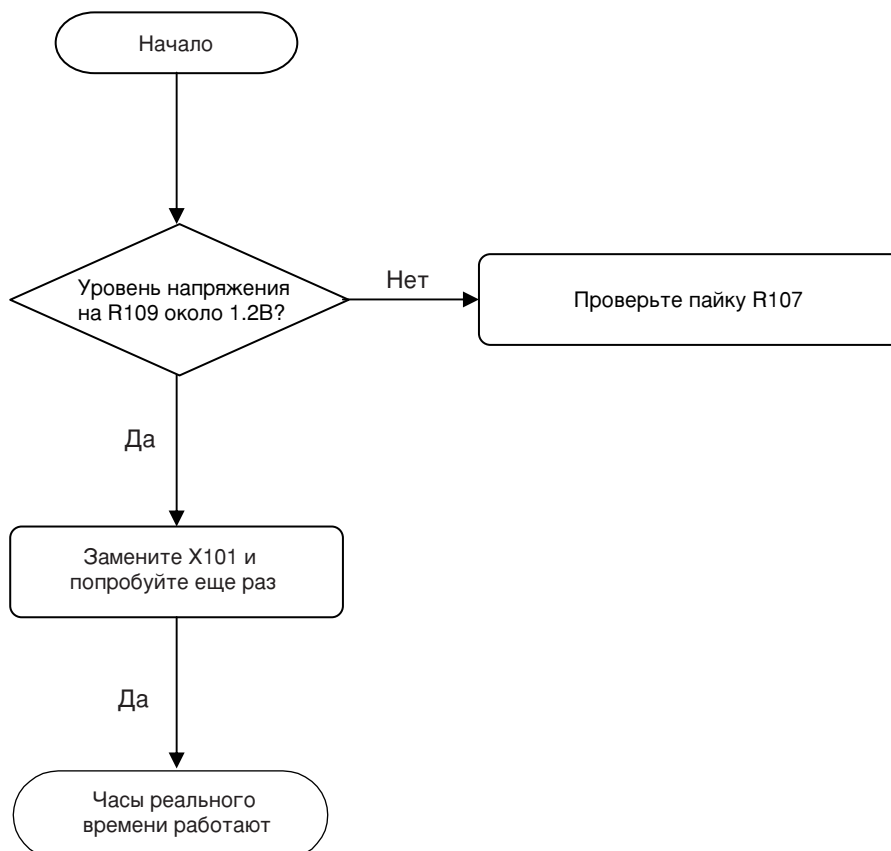 Начало
Уровень напряжения
на R109 около 1.2В?
Нет
Проверьте пайку R107
Да
Замените X101 и
попробуйте еще раз
Да
Часы реального
времени работают